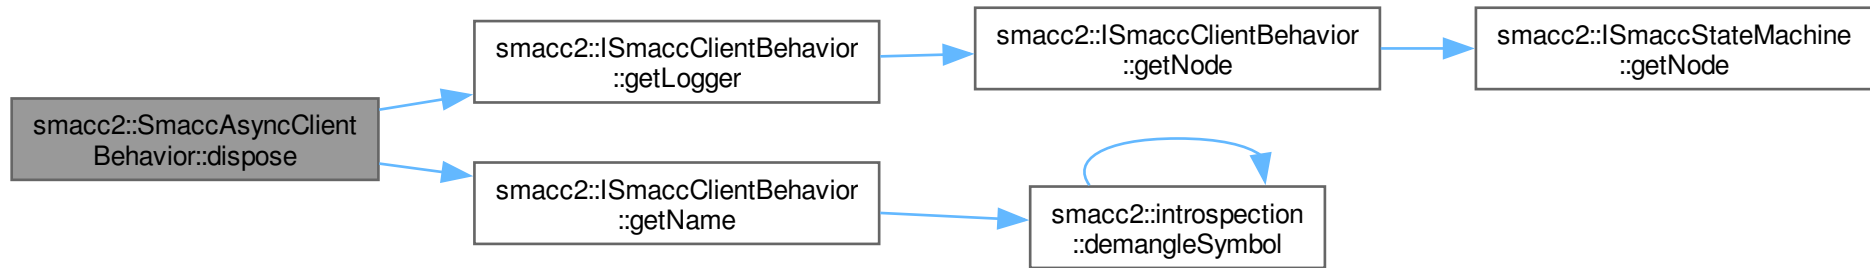 smacc2::SmaccAsyncClient
Behavior::dispose
smacc2::ISmaccClientBehavior
::getLogger
smacc2::ISmaccClientBehavior
::getNode
smacc2::ISmaccStateMachine
::getNode
smacc2::ISmaccClientBehavior
::getName
smacc2::introspection
::demangleSymbol